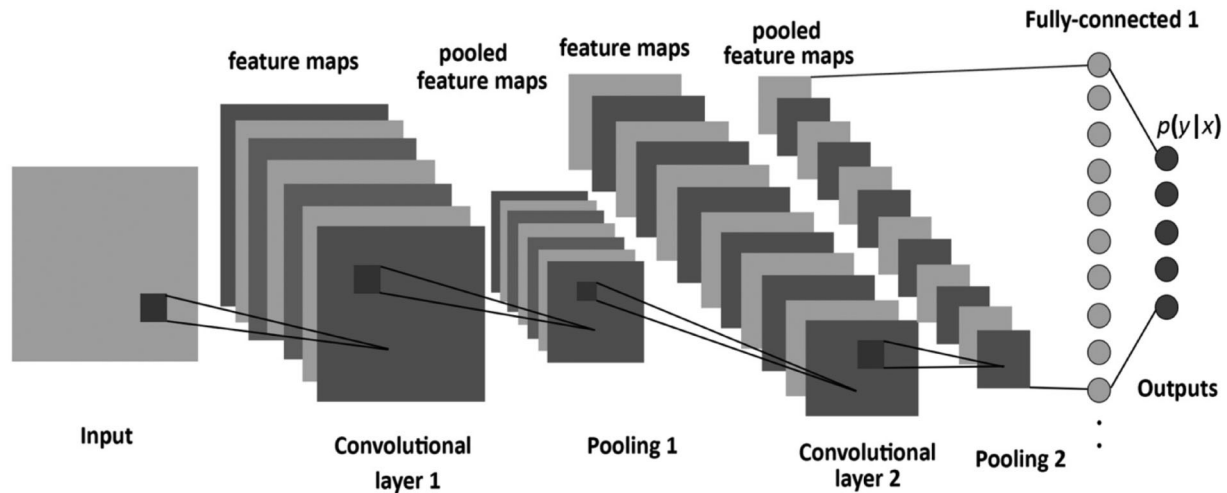 feature maps
pooled
feature maps
feature maps
pooled
feature maps
Fully-connected 1
p(y|x)
Input
Convolutional
layer 1
Pooling 1
Convolutional
layer 2
Pooling 2
Outputs